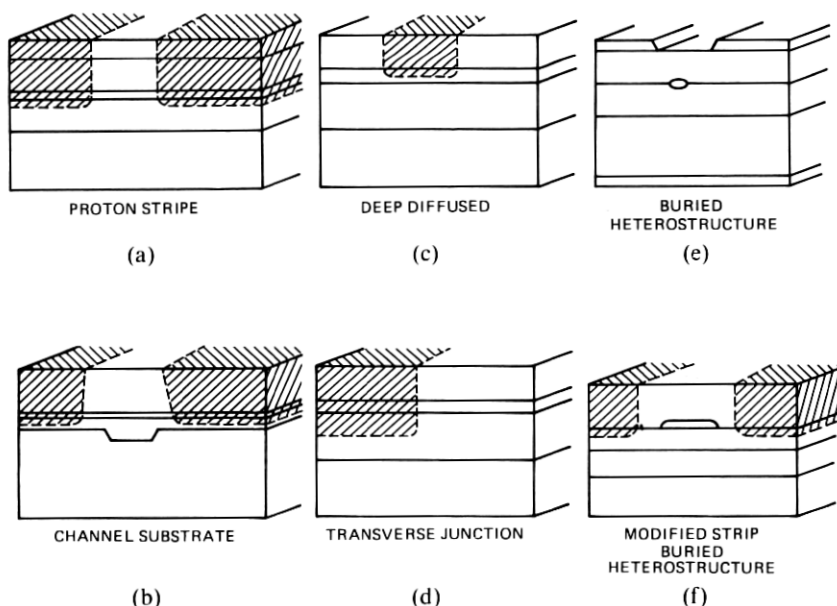 PROTON STRIPE
(a)
DEEP DIFFUSED
(c)
BURIED
HETEROSTRUCTURE
(e)
CHANNEL SUBSTRATE
(b)
TRANSVERSE JUNCTION
(d)
MODIFIED STRIP
BURIED
HETEROSTRUCTURE
(f)